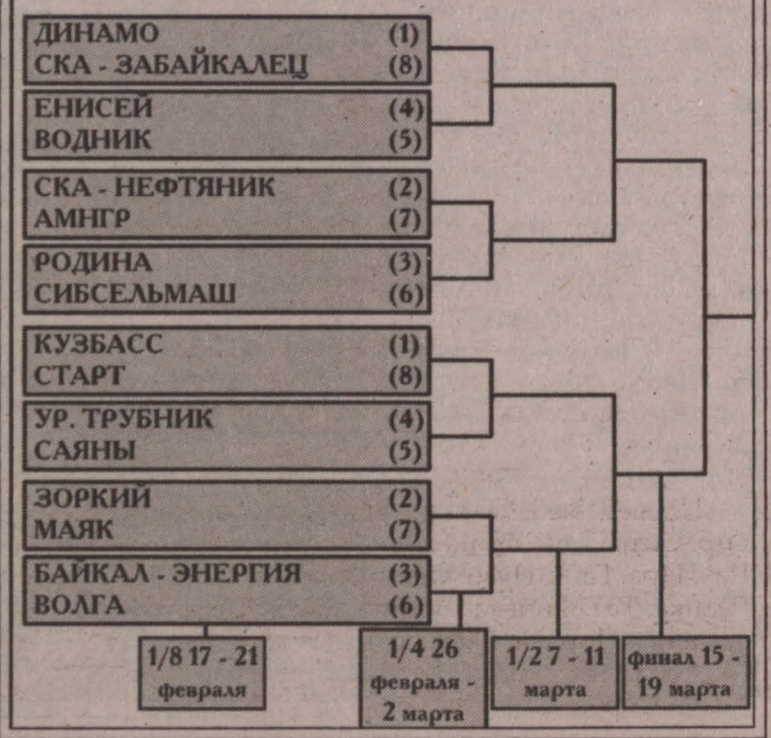 ДИНАМО (1)
СКА - ЗАБАЙКАЛЕЦ (8)
ЕНИСЕЙ (4)
ВОДНИК (5)
СКА - НЕФТЯНИК (2)
АМНГР (7)
РОДИНА (3)
СИБСЕЛЬМАШ (6)
КУЗБАСС (1)
СТАРТ (8)
УР. ТРУБНИК (4)
САЯНЫ (5)
ЗОРКИЙ (2)
МАЯК (7)
БАЙКАЛ - ЭНЕРГИЯ (3)
ВОЛГА (6)
1/8 17 - 21
февраля
1/4 26
февраля -
2 марта
1/2 7 - 11
марта
финал 15 -
19 марта